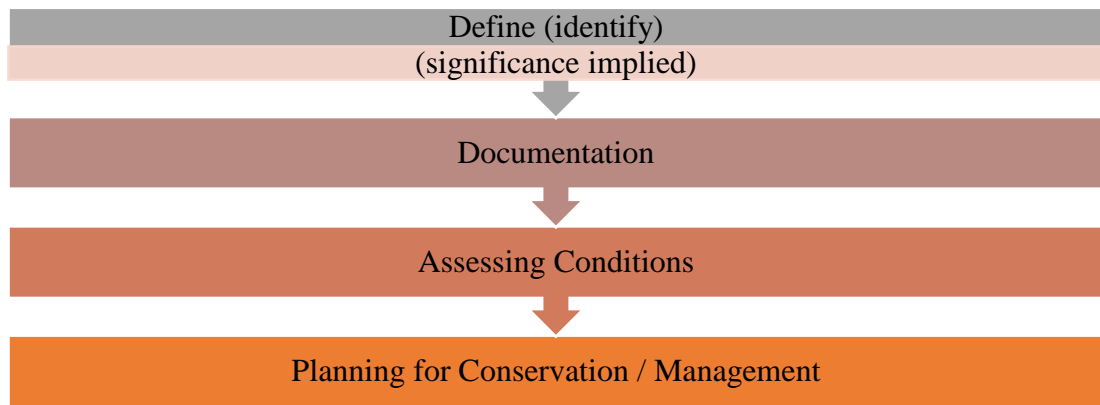 Define (identify)
(significance implied)
Documentation
Assessing Conditions
Planning for Conservation / Management